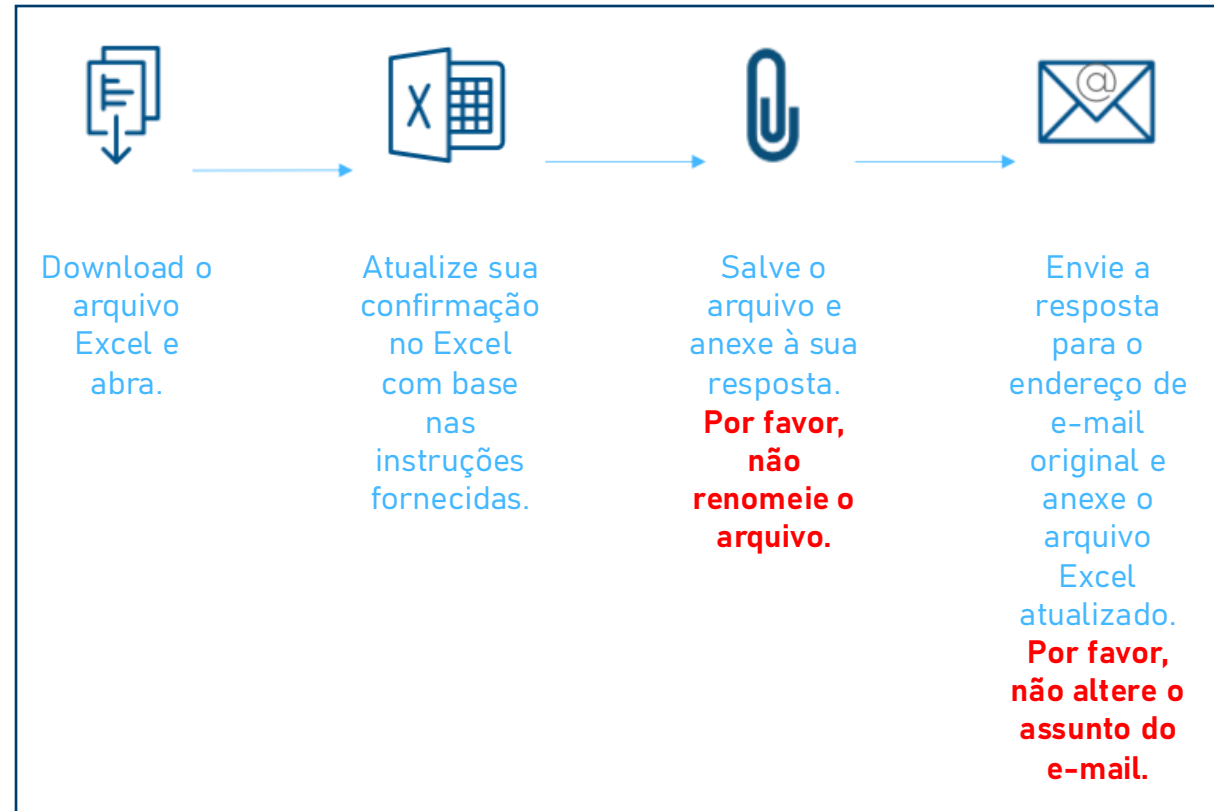 X
@
Download o
arquivo
Excel e
abra.
Atualize sua
confirmação
no Excel
com base
nas
instruções
fornecidas.
Salve o
arquivo e
anexe à sua
resposta.
Por favor,
não
renomeie o
arquivo.
Envie a
resposta
para o
endereço de
e-mail
original e
anexe o
arquivo
Excel
atualizado.
Por favor,
não altere o
assunto do
e-mail.